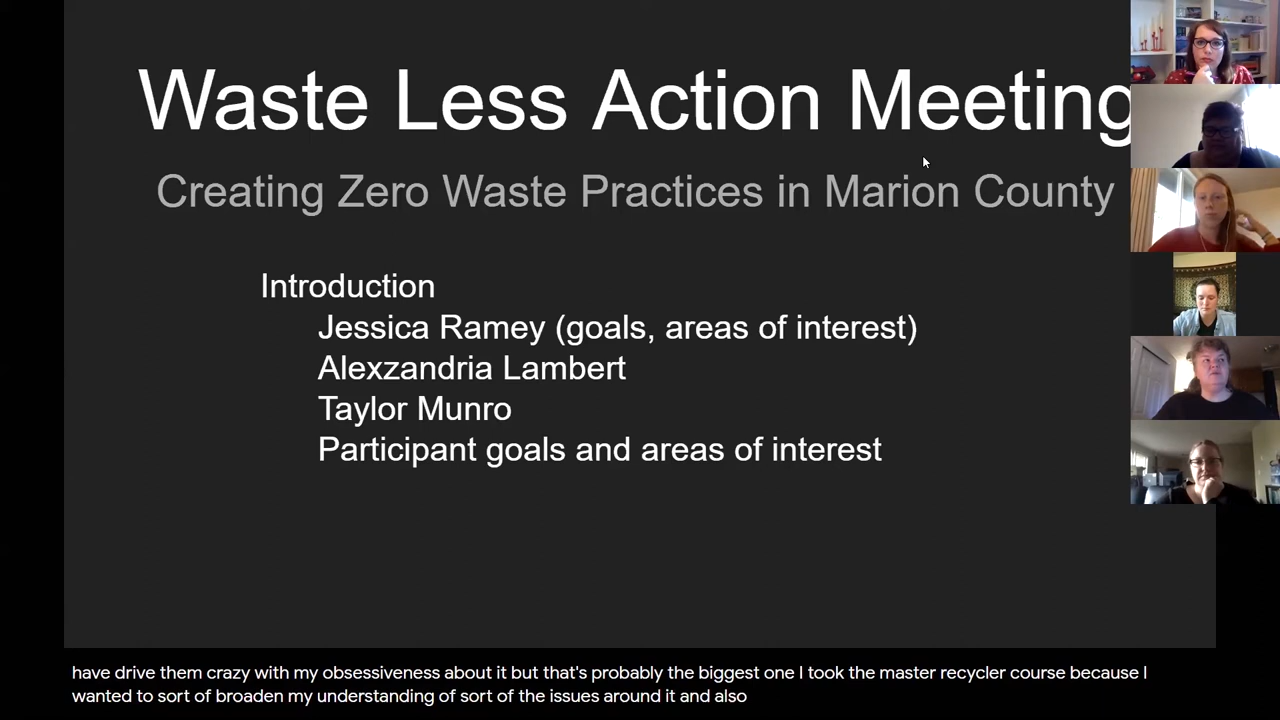 Waste Less Action Meeting
Creating Zero Waste Practices in Marion County
Introduction
Jessica Ramey (goals, areas of interest)
Alexzandria Lambert
Taylor Munro
Participant goals and areas of interest
have drive them crazy with my obsessiveness about it but that's probably the biggest one I took the master recycler course because I
wanted to sort of broaden my understanding of sort of the issues around it and also